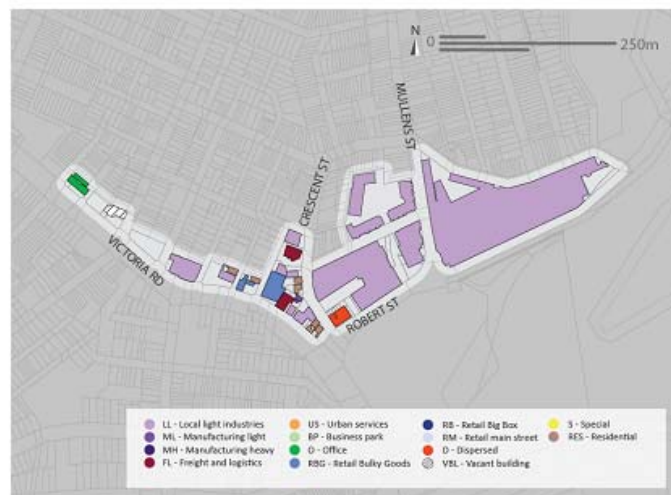 N
0 250m
MULLENS ST
CRESCENT ST
VICTORIA RD
ROBERT ST
LL - Local light industries
ML - Manufacturing light
MH - Manufacturing heavy
FL - Freight and logistics
US - Urban services
BP - Business park
O - Office
RBG - Retail Bulky Goods
RB - Retail Big Box
RM - Retail main street
D - Dispersed
VBL - Vacant building
S - Special
RES - Residential